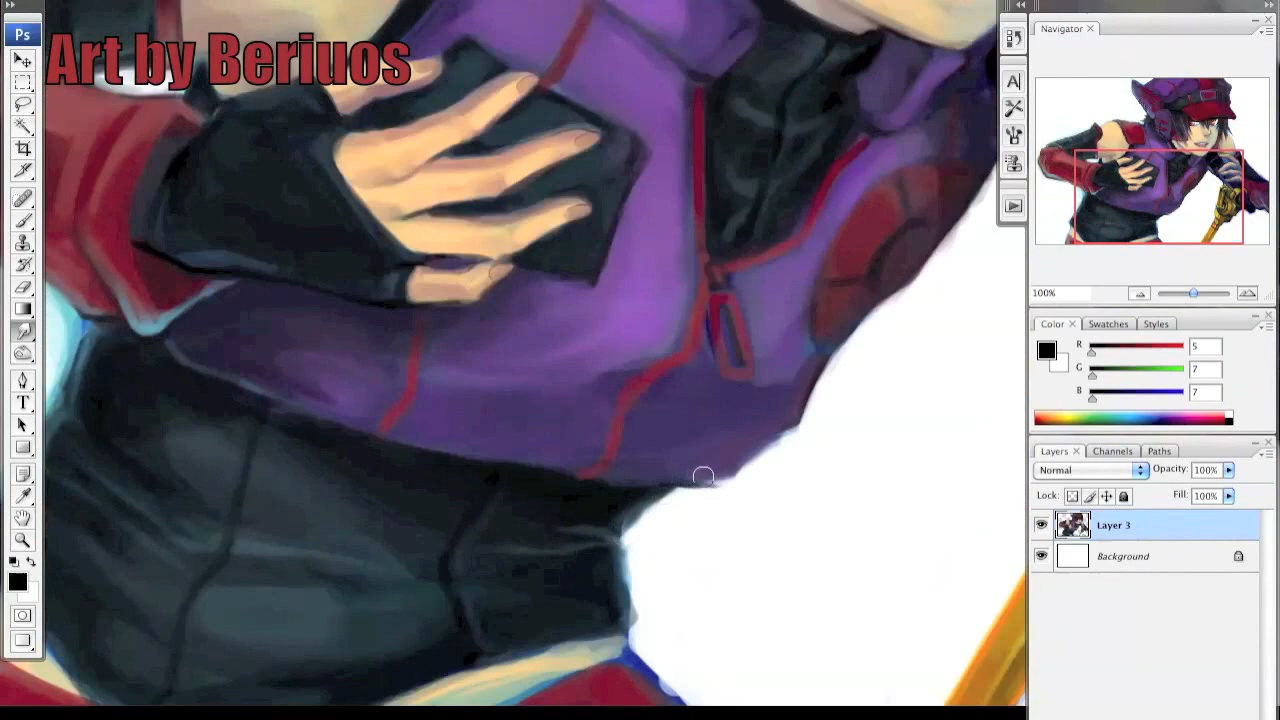 Ps
Art by Beriuos
Navigator
100%
Color
Swatches
Styles
R
5
G
7
B
7
Layers
Channels
Paths
Normal
Opacity:
100%
Lock:
Fill:
100%
Layer 3
Background
A
T